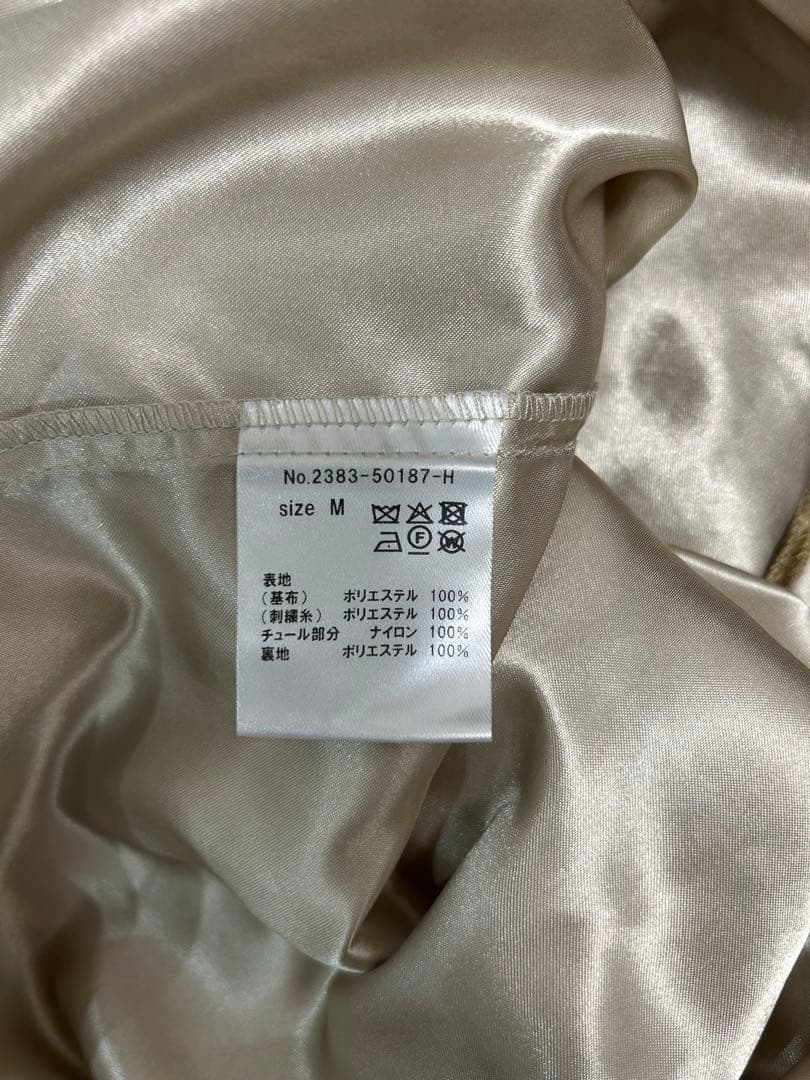 No.2383-50187-H
size M
F W
表地
(基布) ポリエステル 100%
(刺繍糸) ポリエステル 100%
チュール部分 ナイロン 100%
裏地 ポリエステル 100%